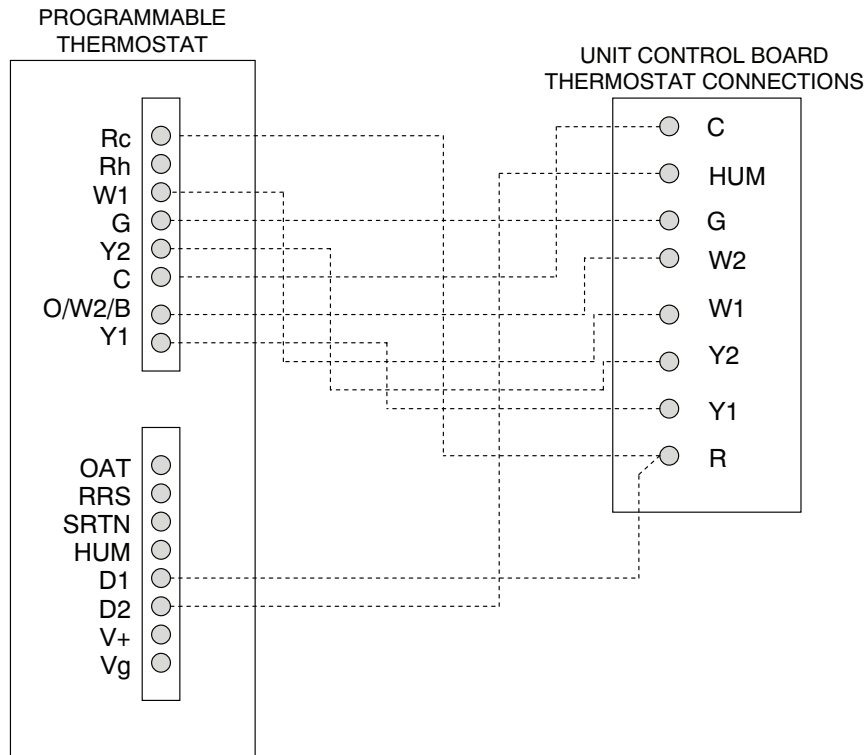 PROGRAMMABLE
THERMOSTAT
UNIT CONTROL BOARD
THERMOSTAT CONNECTIONS
Rc
Rh
W1
G
Y2
C
O/W2/B
Y1
OAT
RRS
SRTN
HUM
D1
D2
V+
Vg
C
HUM
G
W2
W1
Y2
Y1
R